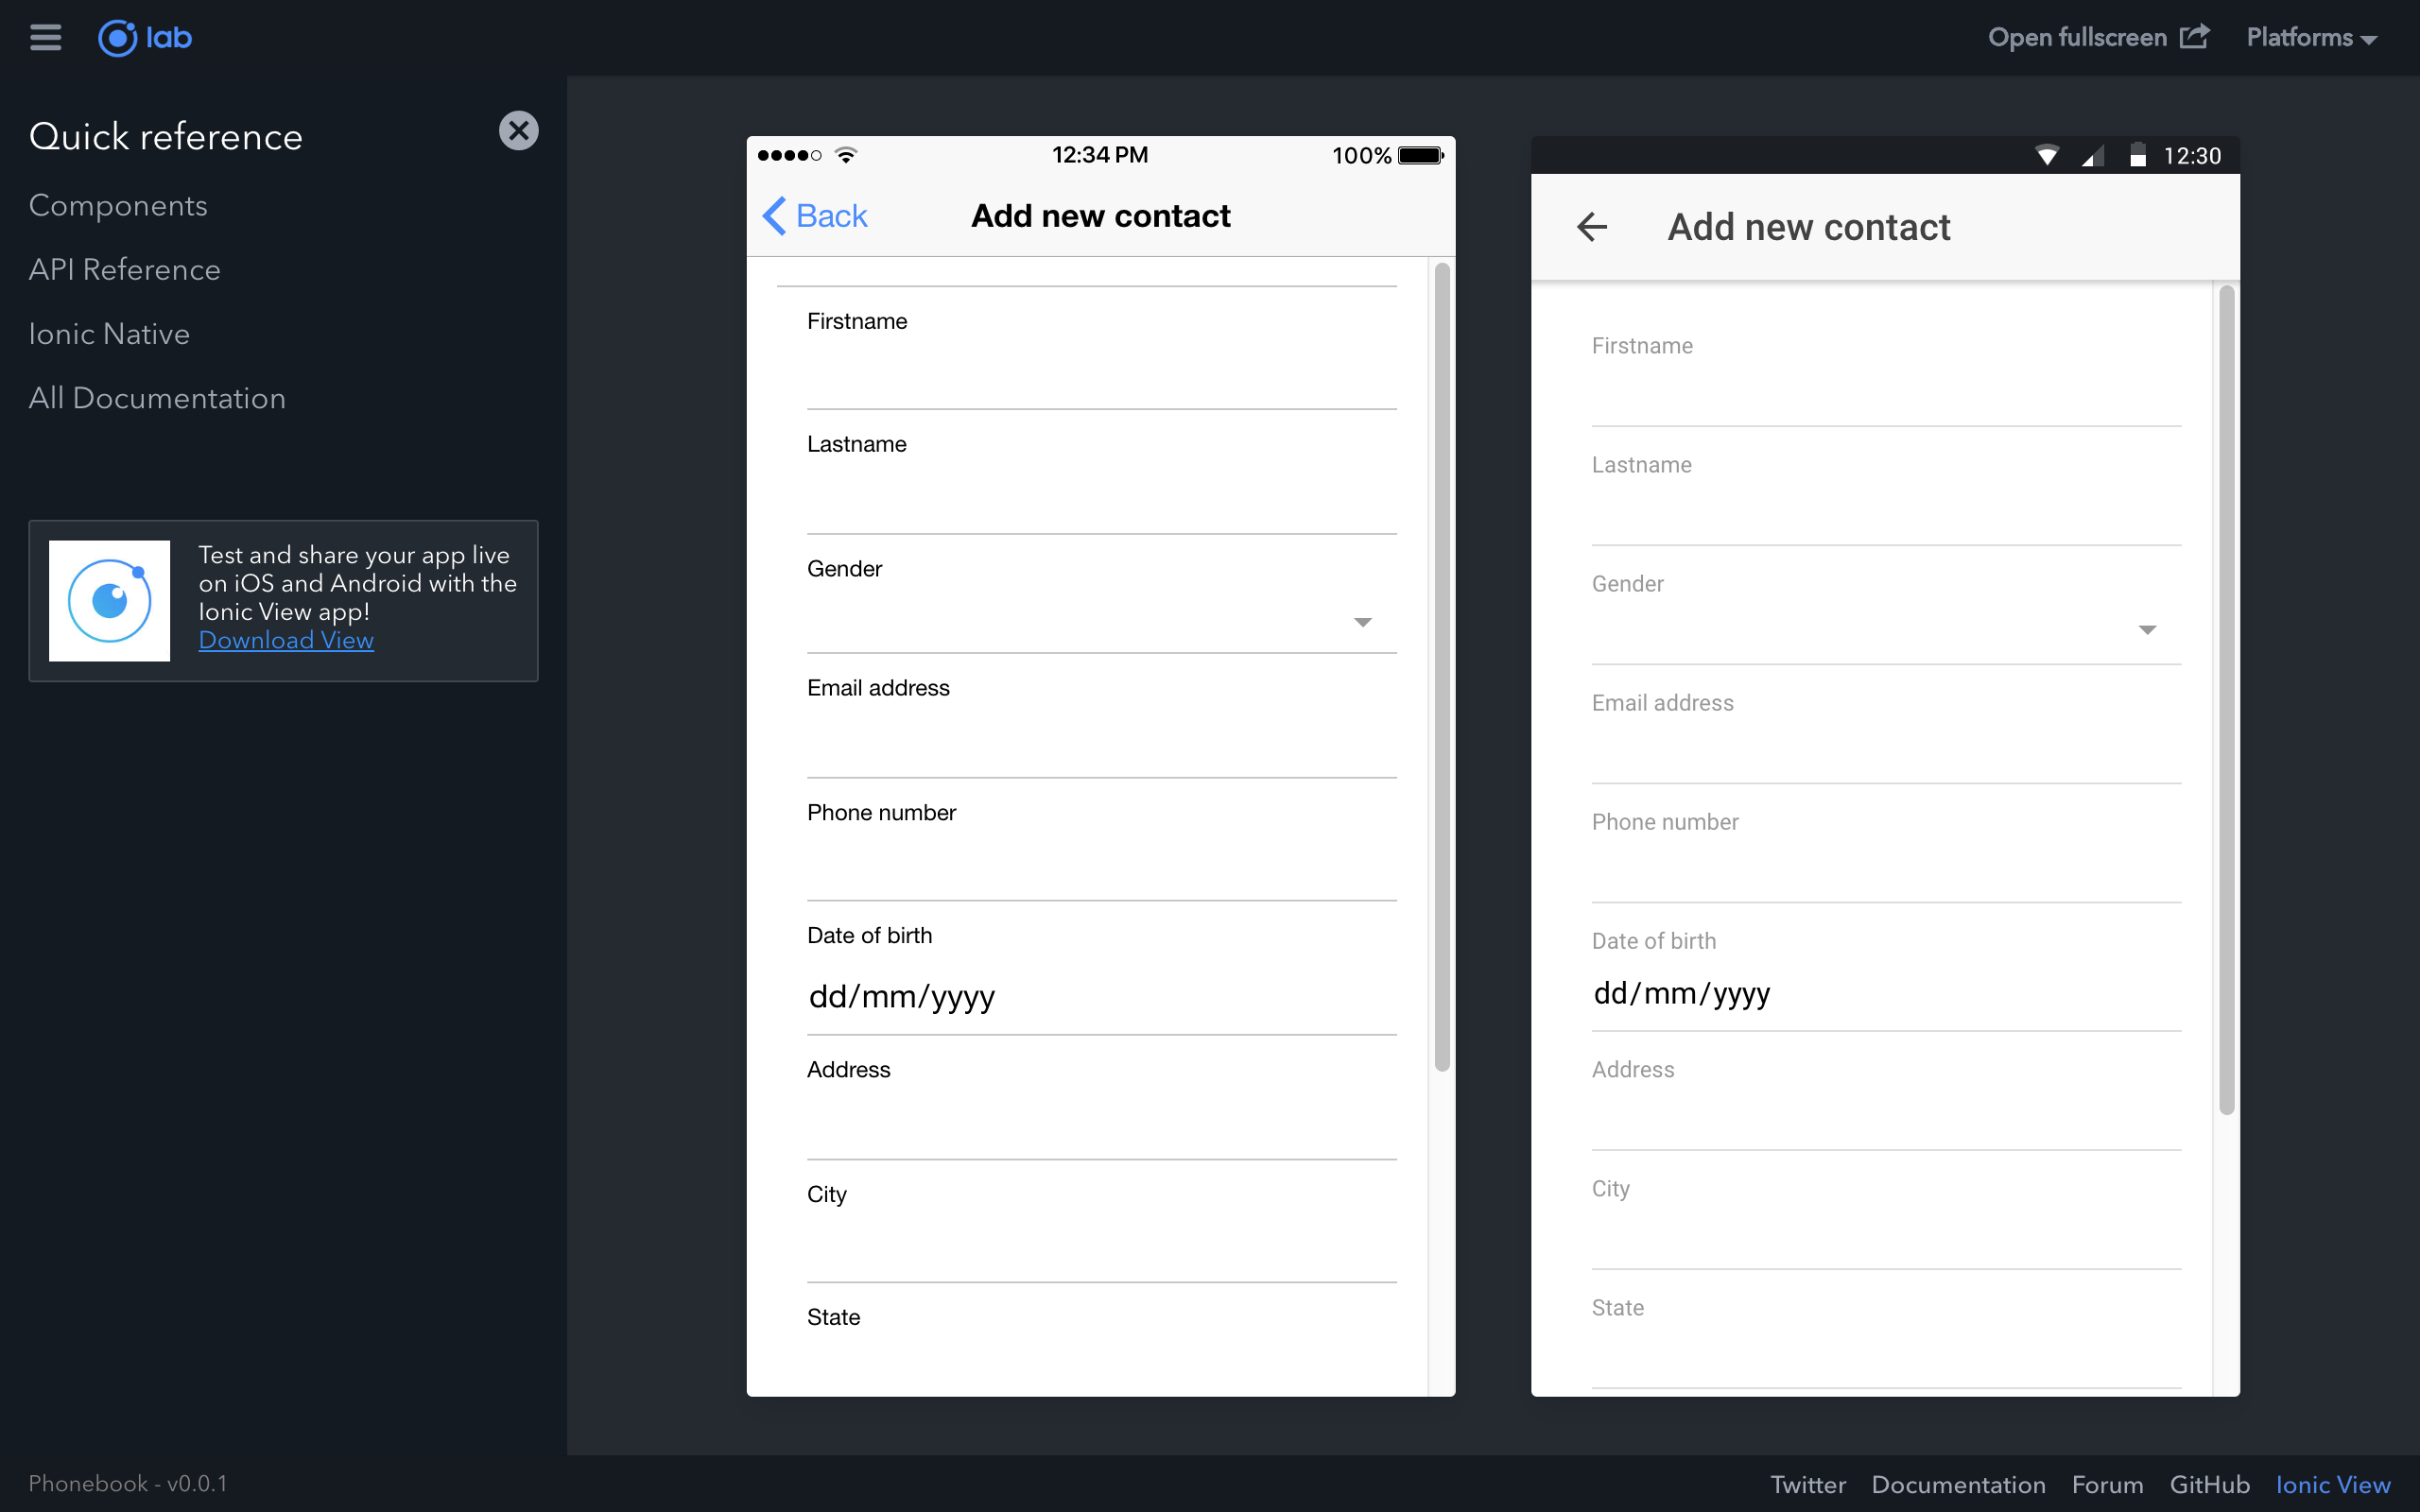 lab
Open fullscreen
Platforms
Quick reference
Components
API Reference
Ionic Native
All Documentation
Test and share your app live
on iOS and Android with the
Ionic View app!
Download View
12:34 PM
100%
Back
Add new contact
Firstname
Lastname
Gender
Email address
Phone number
Date of birth
dd/mm/yyyy
Address
City
State
12:30
Add new contact
Firstname
Lastname
Gender
Email address
Phone number
Date of birth
dd/mm/yyyy
Address
City
State
Phonebook - v0.0.1
Twitter
Documentation
Forum
GitHub
Ionic View